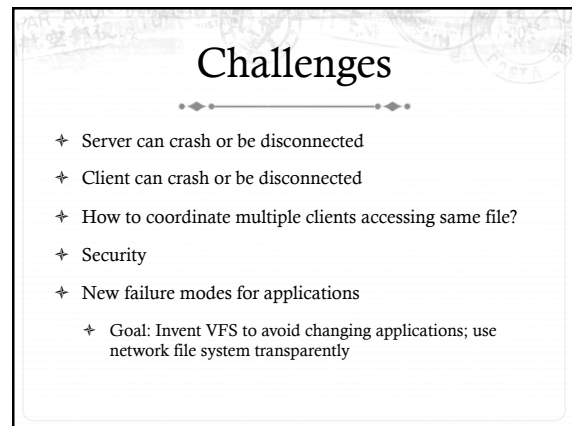 PAR AVION
Challenges
Server can crash or be disconnected
Client can crash or be disconnected
How to coordinate multiple clients accessing same file?
Security
New failure modes for applications
Goal: Invent VFS to avoid changing applications; use
network file system transparently